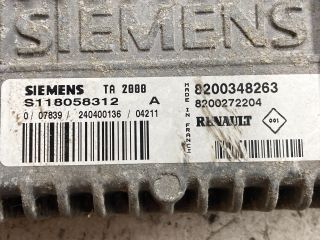 SIEMENS
SIEMENS TA 2000
S118058312 A
0/ 07839/ 240400136 / 04211
MADE IN FRANCE
8200348263
8200272204
RENAULT 001